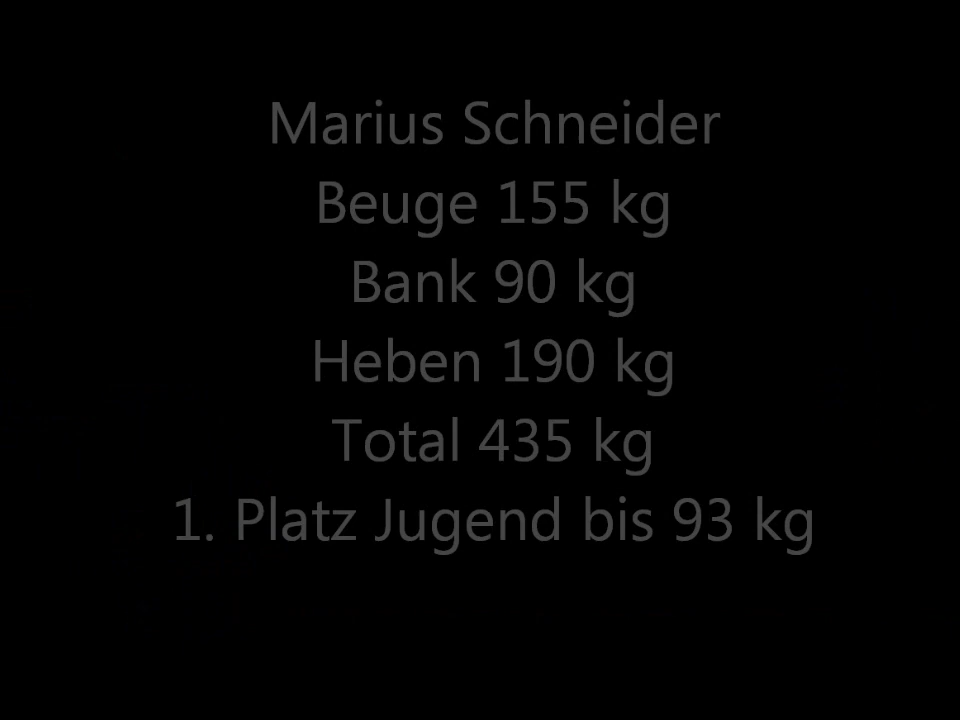 Marius Schneider
Beuge 155 kg
Bank 90 kg
Heben 190 kg
Total 435 kg
1. Platz Jugend bis 93 kg